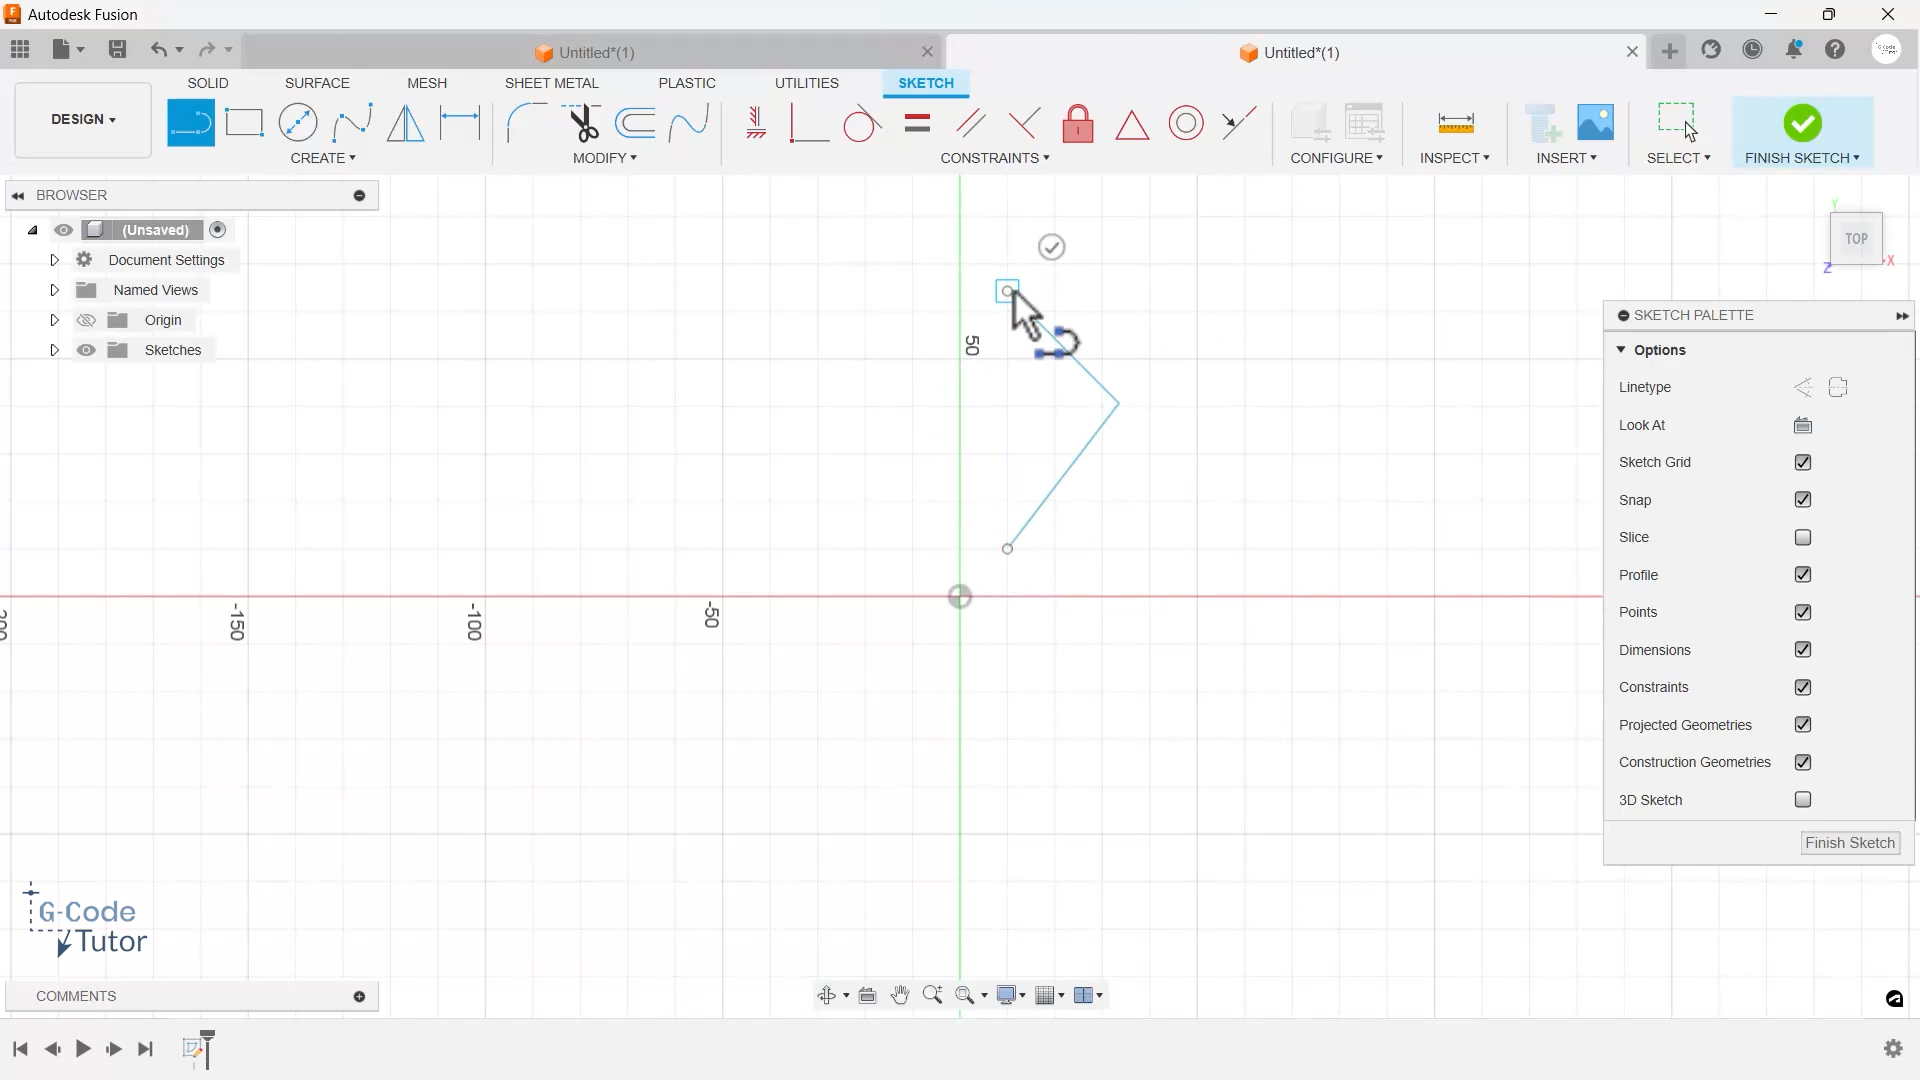 Autodesk Fusion
Untitled*(1)
Untitled*(1)
DESIGN
SOLID
SURFACE
MESH
SHEET METAL
PLASTIC
UTILITIES
SKETCH
CREATE
MODIFY
CONSTRAINTS
CONFIGURE
INSPECT
INSERT
SELECT
FINISH SKETCH
BROWSER
(Unsaved)
Document Settings
Named Views
Origin
Sketches
50
-150
-100
-50
Y
TOP
X
Z
SKETCH PALETTE
Options
Linetype
Look At
Sketch Grid
Snap
Slice
Profile
Points
Dimensions
Constraints
Projected Geometries
Construction Geometries
3D Sketch
Finish Sketch
G-Code
Tutor
COMMENTS